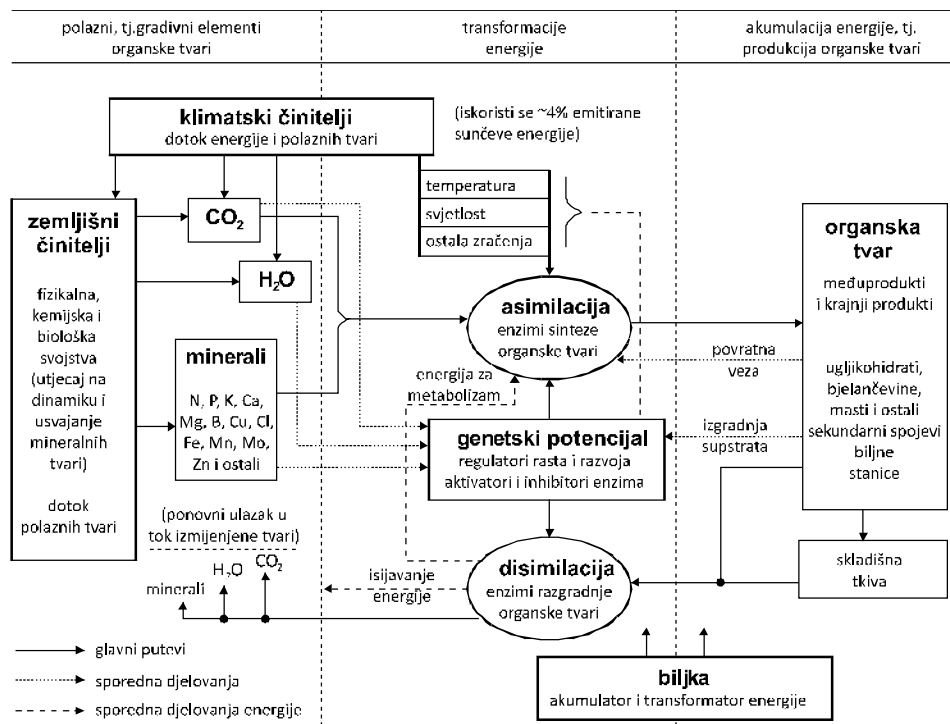 polazni, tj.gradivni elementi
organske tvari
transformacije
energije
akumulacija energije, tj.
produkcija organske tvari
klimatski činitelji
dotok energije i polaznih tvari
(iskoristi se ~4% emitirane
sunčeve energije)
temperatura
svjetlost
ostala zračenja
zemljišni
činitelji
fizikalna,
kemijska i
biološka
svojstva
(utjecaj na
dinamiku i
usvajanje
mineralnih
tvari)
dotok
polaznih tvari
CO₂
H₂O
minerali
N, P, K, Ca,
Mg, B, Cu, Cl,
Fe, Mn, Mo,
Zn i ostali
asimilacija
enzimi sinteze
organske tvari
energija za
metabolizam
povratna
veza
izgradnja
supstrata
organska
tvar
međuprodukti
i krajnji produkti
ugljikohidrati,
bjelančevine,
masti i ostali
sekundarni spojevi
biljne
stanice
genetski potencijal
regulatori rasta i razvoja
aktivatori i inhibitori enzima
(ponovni ulazak u
tok izmijenjene tvari)
minerali
H₂O
CO₂
isijavanje
energije
disimilacija
enzimi razgradnje
organske tvari
skladišna
tkiva
biljka
akumulator i transformator energije
glavni putevi
sporedna djelovanja
sporedna djelovanja energije